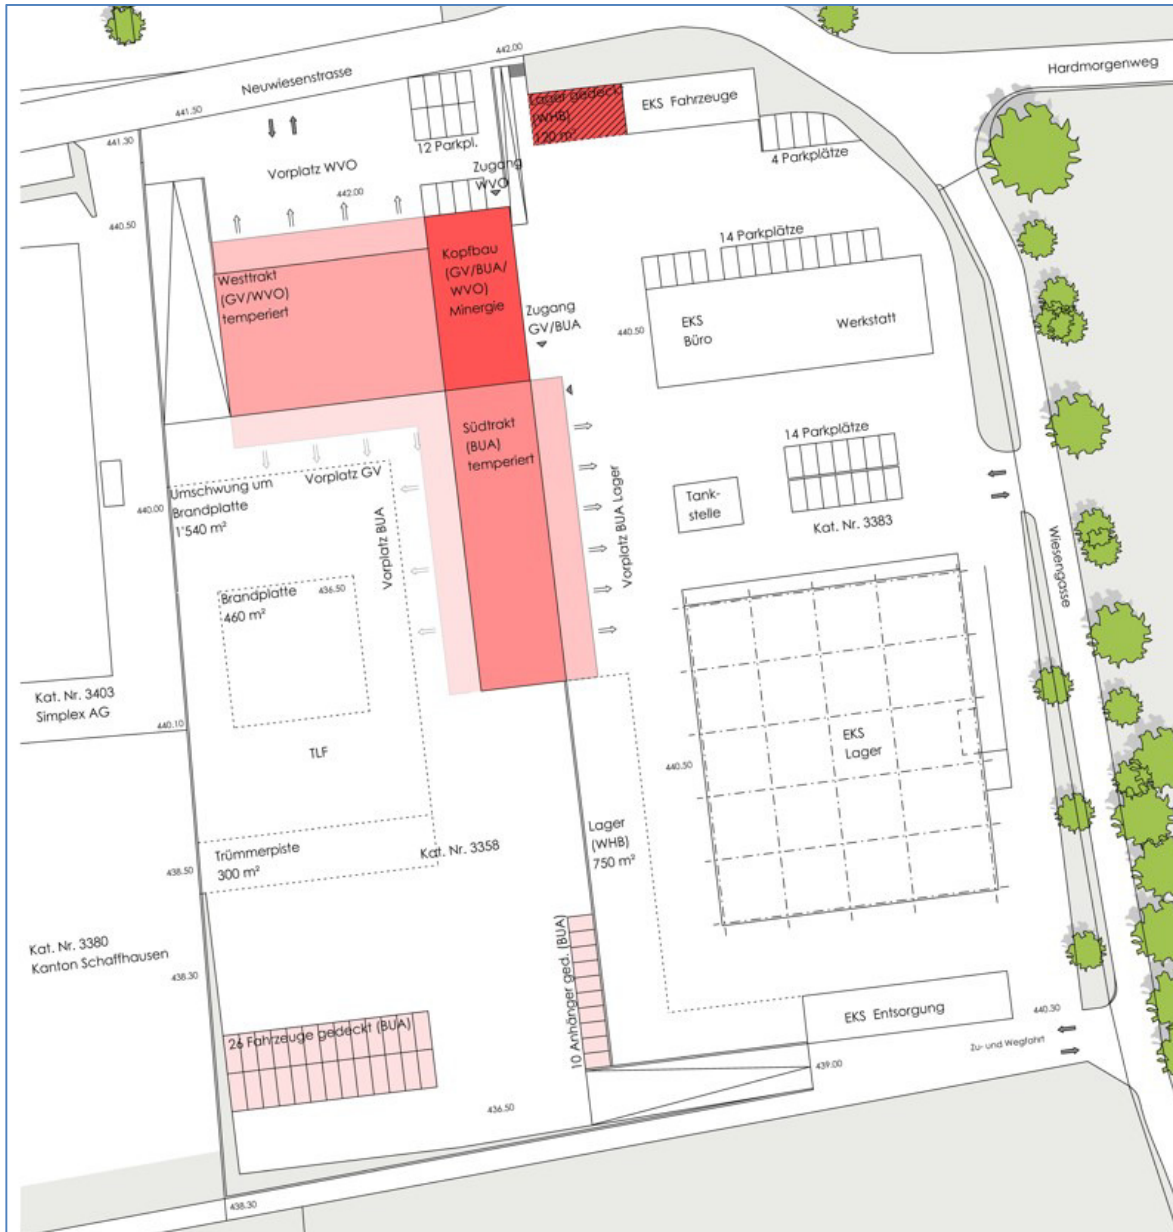 442.00
Neuwiesenstrasse
Hardmorgenweg
441.50
441.30
Lager gedeckt
(WHB)
120 m²
EKS Fahrzeuge
12 Parkpl.
4 Parkplätze
Vorplatz WVO
Zugang
WVO
442.00
440.50
14 Parkplätze
Kopfbau
(GV/BUA/
WVO)
Minergie
Westtrakt
(GV/WVO)
temperiert
Zugang
GV/BUA
440.50
EKS
Büro
Werkstatt
Südtrakt
(BUA)
temperiert
14 Parkplätze
Vorplatz GV
Umschwung um
Brandplatte
1'540 m²
440.00
Vorplatz BUA
Vorplatz BUA Lager
Tank-
stelle
Kat. Nr. 3383
Wiesengasse
Brandplatte
460 m²
436.50
Kat. Nr. 3403
Simplex AG
440.10
TLF
EKS
Lager
440.50
Trümmerpiste
300 m²
Kat. Nr. 3358
Lager
(WHB)
750 m²
438.50
Kat. Nr. 3380
Kanton Schaffhausen
438.30
10 Anhänger ged. (BUA)
26 Fahrzeuge gedeckt (BUA)
EKS Entsorgung
440.30
Zu- und Wegfahrt
439.00
436.50
438.30